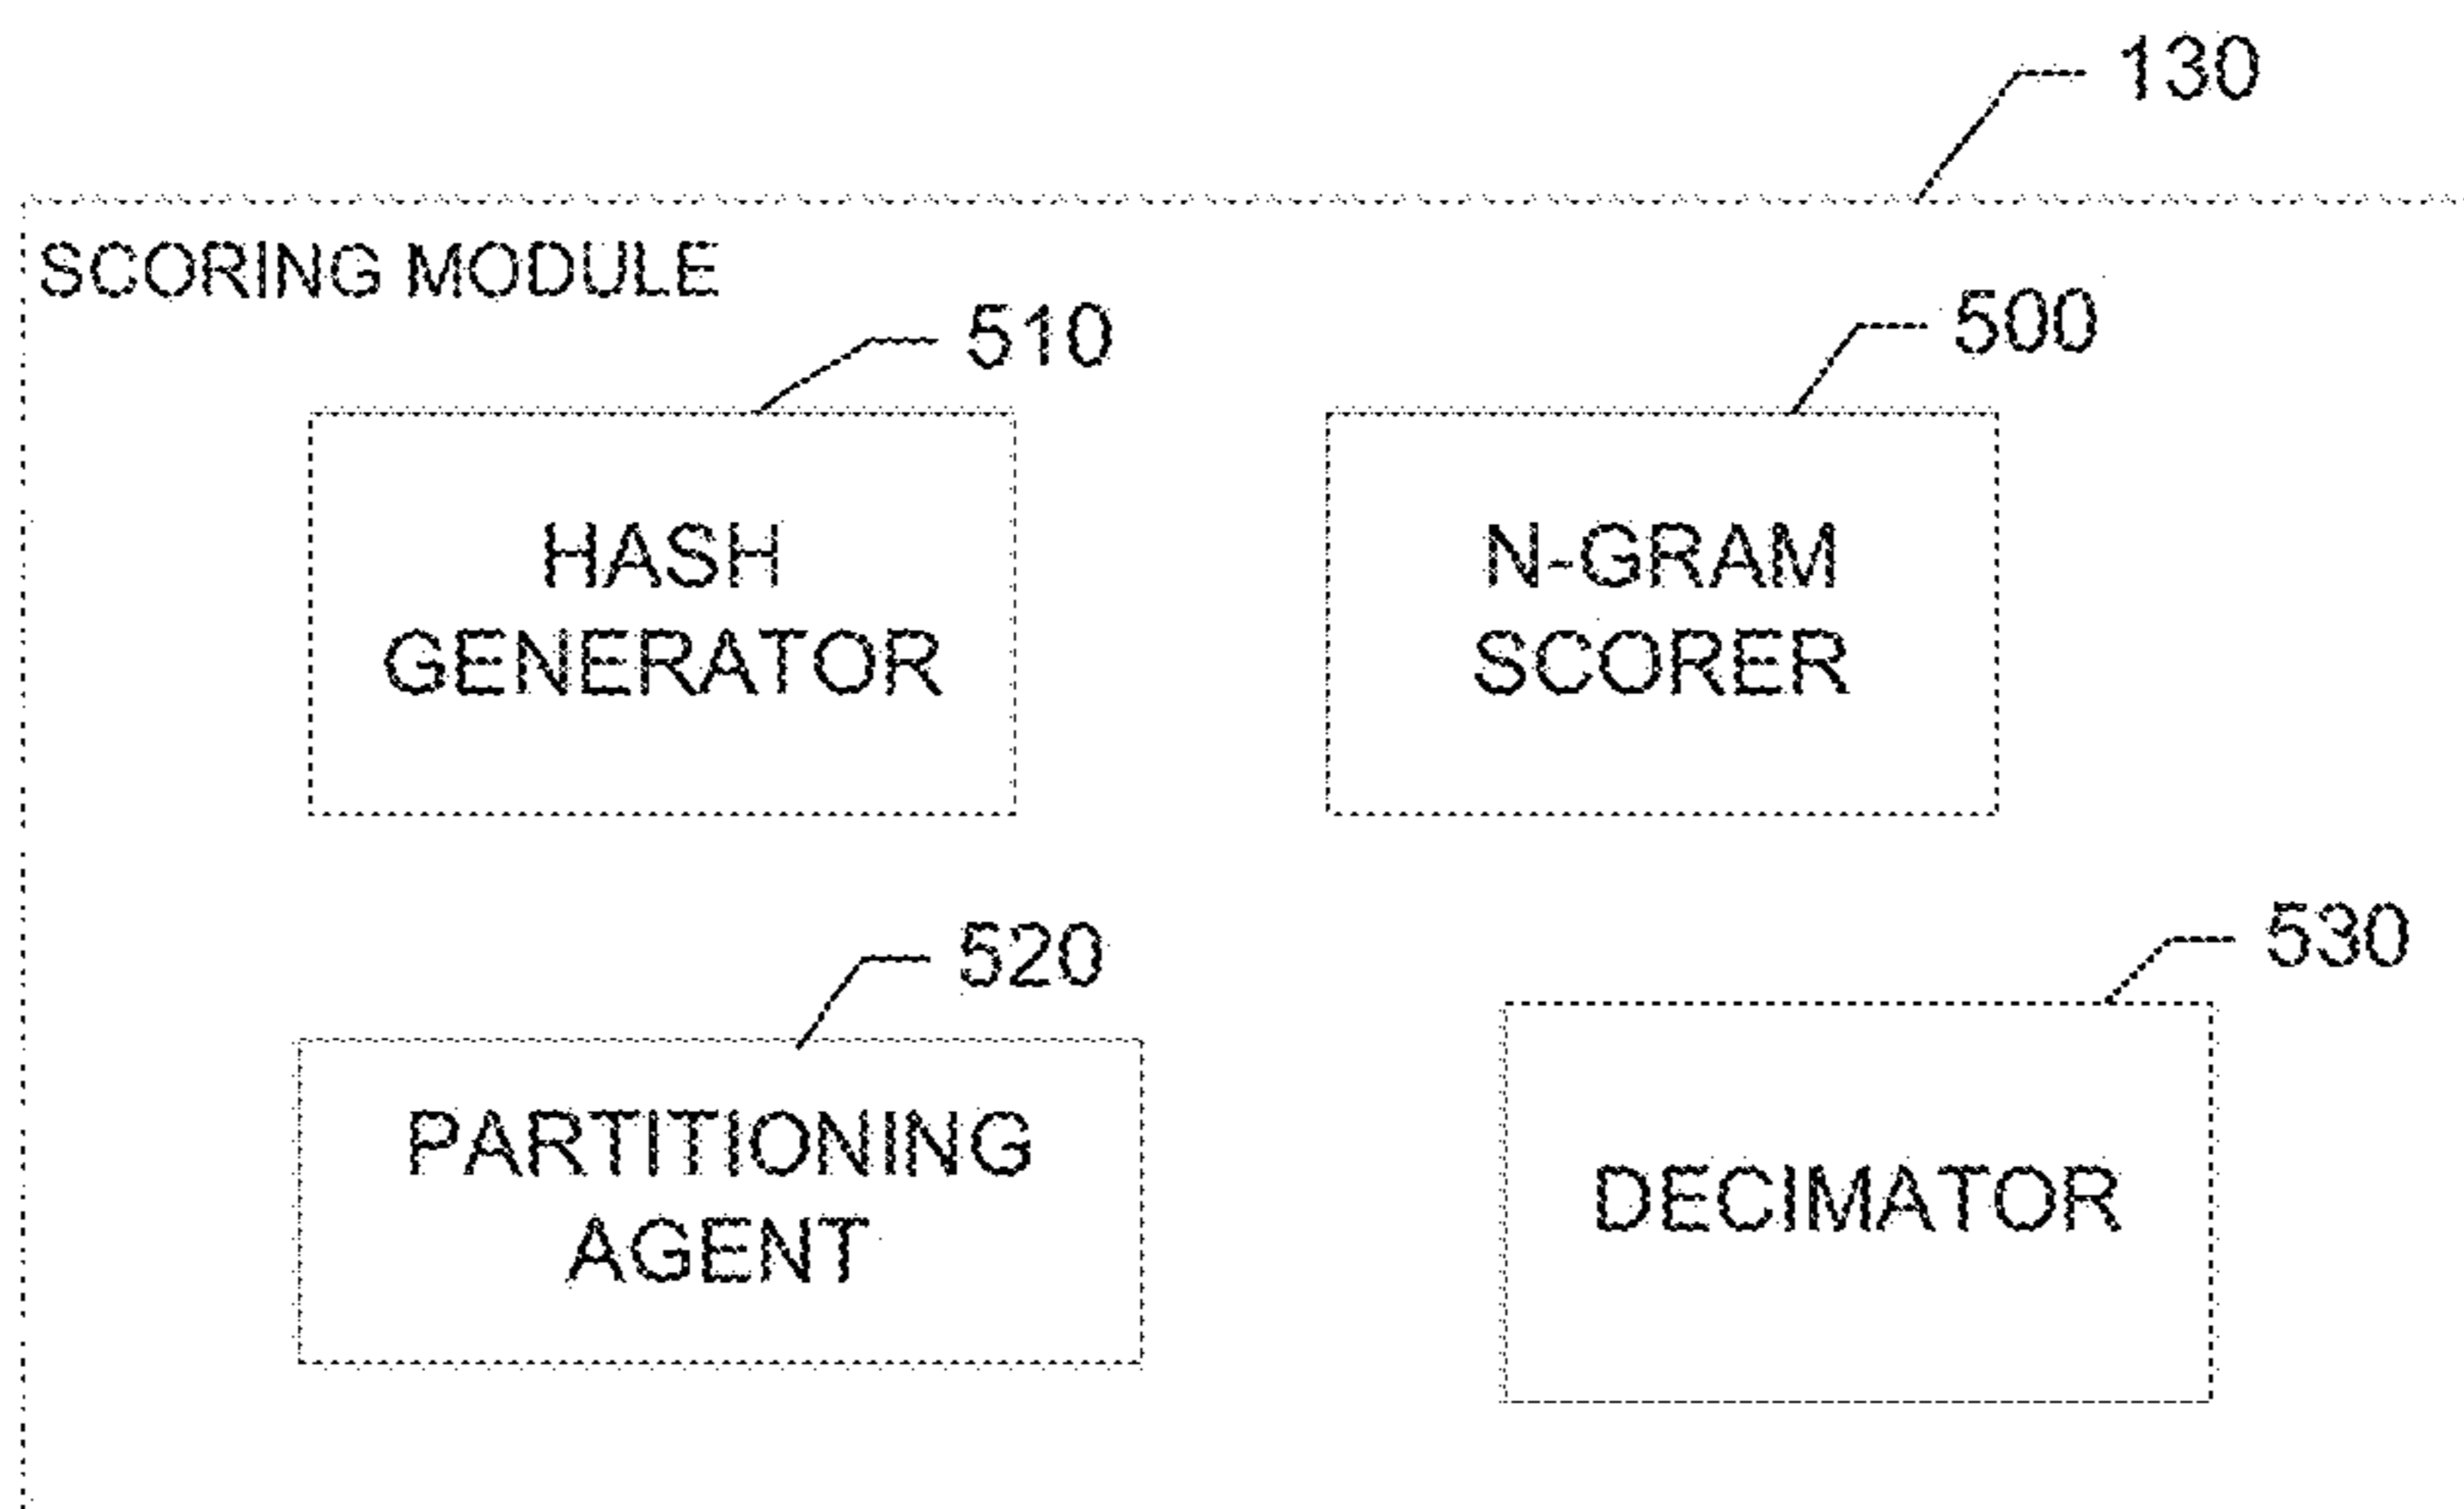 130
SCORING MODULE
510
500
HASH
GENERATOR
N-GRAM
SCORER
520
530
PARTITIONING
AGENT
DECIMATOR